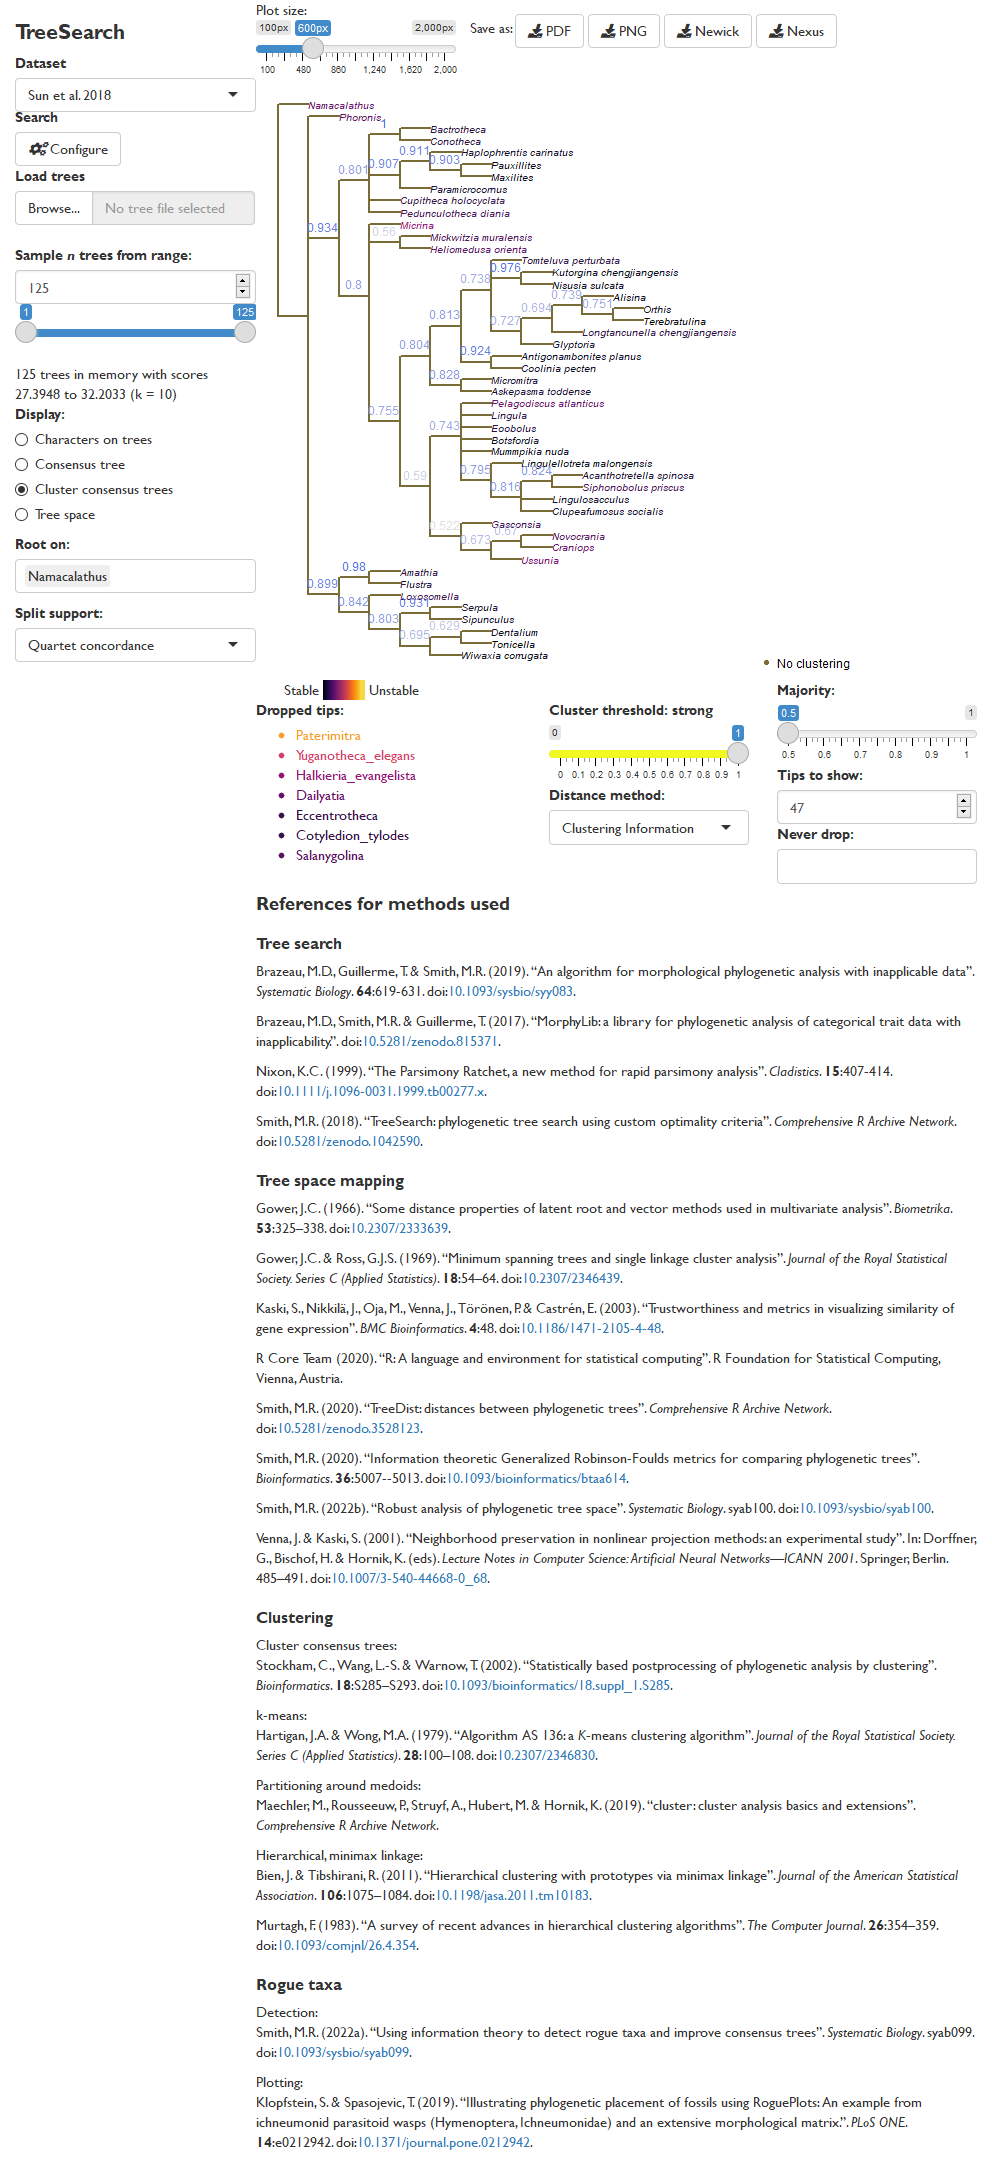 TreeSearch
Dataset
Sun et al. 2018
Search
Configure
Load trees
Browse... No tree file selected
Sample n trees from range:
125
1 125
125 trees in memory with scores
27.3948 to 32.2033 (k = 10)
Display:
Characters on trees
Consensus tree
Cluster consensus trees
Tree space
Root on:
Namacalathus
Split support:
Quartet concordance
Plot size:
100px 600px 2,000px
100 480 860 1,240 1,620 2,000
Save as: PDF PNG Newick Nexus
Namacalathus
Phoronis
1
Bactrotheca
Conotheca
0.911 Haplophrentis carinatus
0.801 0.907 0.903 Pauxillites
Maxilites
Paramicrocornus
Cupitheca holocyclata
Pedunculotheca diania
0.934 Micrina
0.56 Mickwitzia muralensis
Heliomedusa orienta
Tomteluva perturbata
0.976 Kutorgina chengjiangensis
0.738 Nisusia sulcata
0.8 0.739 Alisina
0.694 0.751 Orthis
0.813 0.727 Terebratulina
Longtancunella chengjiangensis
0.804 Glyptoria
0.924 Antigonambonites planus
Coolinia pecten
0.828 Micromitra
Askepasma toddense
0.755 Pelagodiscus atlanticus
Lingula
0.743 Eoobolus
Botsfordia
Mummpikia nuda
Lingulellotreta malongensis
0.59 0.795 0.824 Acanthotretella spinosa
0.816 Siphonobolus priscus
Lingulosacculus
Clupeafumosus socialis
0.522 Gasconsia
0.67 Novocrania
0.673 Craniops
Ussunia
0.98 Amathia
0.899 Flustra
Loxosomella
0.842 0.931 Serpula
0.803 Sipunculus
0.629 Dentalium
0.695 Tonicella
Wiwaxia corrugata
No clustering
Stable Unstable
Dropped tips:
Paterimitra
Yuganotheca_elegans
Halkieria_evangelista
Dailyatia
Eccentrotheca
Cotyledion_tylodes
Salanygolina
Cluster threshold: strong
0 1
0 0.1 0.2 0.3 0.4 0.5 0.6 0.7 0.8 0.9 1
Distance method:
Clustering Information
Majority:
0.5 1
0.5 0.6 0.7 0.8 0.9 1
Tips to show:
47
Never drop:
References for methods used
Tree search
Brazeau, M.D., Guillerme, T. & Smith, M.R. (2019). “An algorithm for morphological phylogenetic analysis with inapplicable data”.
Systematic Biology. 64:619-631. doi:10.1093/sysbio/syy083.
Brazeau, M.D., Smith, M.R. & Guillerme, T. (2017). “MorphyLib: a library for phylogenetic analysis of categorical trait data with
inapplicability.”. doi:10.5281/zenodo.815371.
Nixon, K.C. (1999). “The Parsimony Ratchet, a new method for rapid parsimony analysis”. Cladistics. 15:407-414.
doi:10.1111/j.1096-0031.1999.tb00277.x.
Smith, M.R. (2018). “TreeSearch: phylogenetic tree search using custom optimality criteria”. Comprehensive R Archive Network.
doi:10.5281/zenodo.1042590.
Tree space mapping
Gower, J.C. (1966). “Some distance properties of latent root and vector methods used in multivariate analysis”. Biometrika.
53:325–338. doi:10.2307/2333639.
Gower, J.C. & Ross, G.J.S. (1969). “Minimum spanning trees and single linkage cluster analysis”. Journal of the Royal Statistical
Society. Series C (Applied Statistics). 18:54–64. doi:10.2307/2346439.
Kaski, S., Nikkilä, J., Oja, M., Venna, J., Törönen, P. & Castrén, E. (2003). “Trustworthiness and metrics in visualizing similarity of
gene expression”. BMC Bioinformatics. 4:48. doi:10.1186/1471-2105-4-48.
R Core Team (2020). “R: A language and environment for statistical computing”. R Foundation for Statistical Computing,
Vienna, Austria.
Smith, M.R. (2020). “TreeDist: distances between phylogenetic trees”. Comprehensive R Archive Network.
doi:10.5281/zenodo.3528123.
Smith, M.R. (2020). “Information theoretic Generalized Robinson-Foulds metrics for comparing phylogenetic trees”.
Bioinformatics. 36:5007--5013. doi:10.1093/bioinformatics/btaa614.
Smith, M.R. (2022b). “Robust analysis of phylogenetic tree space”. Systematic Biology. syab100. doi:10.1093/sysbio/syab100.
Venna, J. & Kaski, S. (2001). “Neighborhood preservation in nonlinear projection methods: an experimental study”. In: Dorffner,
G., Bischof, H. & Hornik, K. (eds). Lecture Notes in Computer Science: Artificial Neural Networks—ICANN 2001. Springer, Berlin.
485–491. doi:10.1007/3-540-44668-0_68.
Clustering
Cluster consensus trees:
Stockham, C., Wang, L.-S. & Warnow, T. (2002). “Statistically based postprocessing of phylogenetic analysis by clustering”.
Bioinformatics. 18:S285–S293. doi:10.1093/bioinformatics/18.suppl_1.S285.
k-means:
Hartigan, J.A. & Wong, M.A. (1979). “Algorithm AS 136: a K-means clustering algorithm”. Journal of the Royal Statistical Society.
Series C (Applied Statistics). 28:100–108. doi:10.2307/2346830.
Partitioning around medoids:
Maechler, M., Rousseeuw, P., Struyf, A., Hubert, M. & Hornik, K. (2019). “cluster: cluster analysis basics and extensions”.
Comprehensive R Archive Network.
Hierarchical, minimax linkage:
Bien, J. & Tibshirani, R. (2011). “Hierarchical clustering with prototypes via minimax linkage”. Journal of the American Statistical
Association. 106:1075–1084. doi:10.1198/jasa.2011.tm10183.
Murtagh, F. (1983). “A survey of recent advances in hierarchical clustering algorithms”. The Computer Journal. 26:354–359.
doi:10.1093/comjnl/26.4.354.
Rogue taxa
Detection:
Smith, M.R. (2022a). “Using information theory to detect rogue taxa and improve consensus trees”. Systematic Biology. syab099.
doi:10.1093/sysbio/syab099.
Plotting:
Klopfstein, S. & Spasojevic, T. (2019). “Illustrating phylogenetic placement of fossils using RoguePlots: An example from
ichneumonid parasitoid wasps (Hymenoptera, Ichneumonidae) and an extensive morphological matrix.”. PLoS ONE.
14:e0212942. doi:10.1371/journal.pone.0212942.